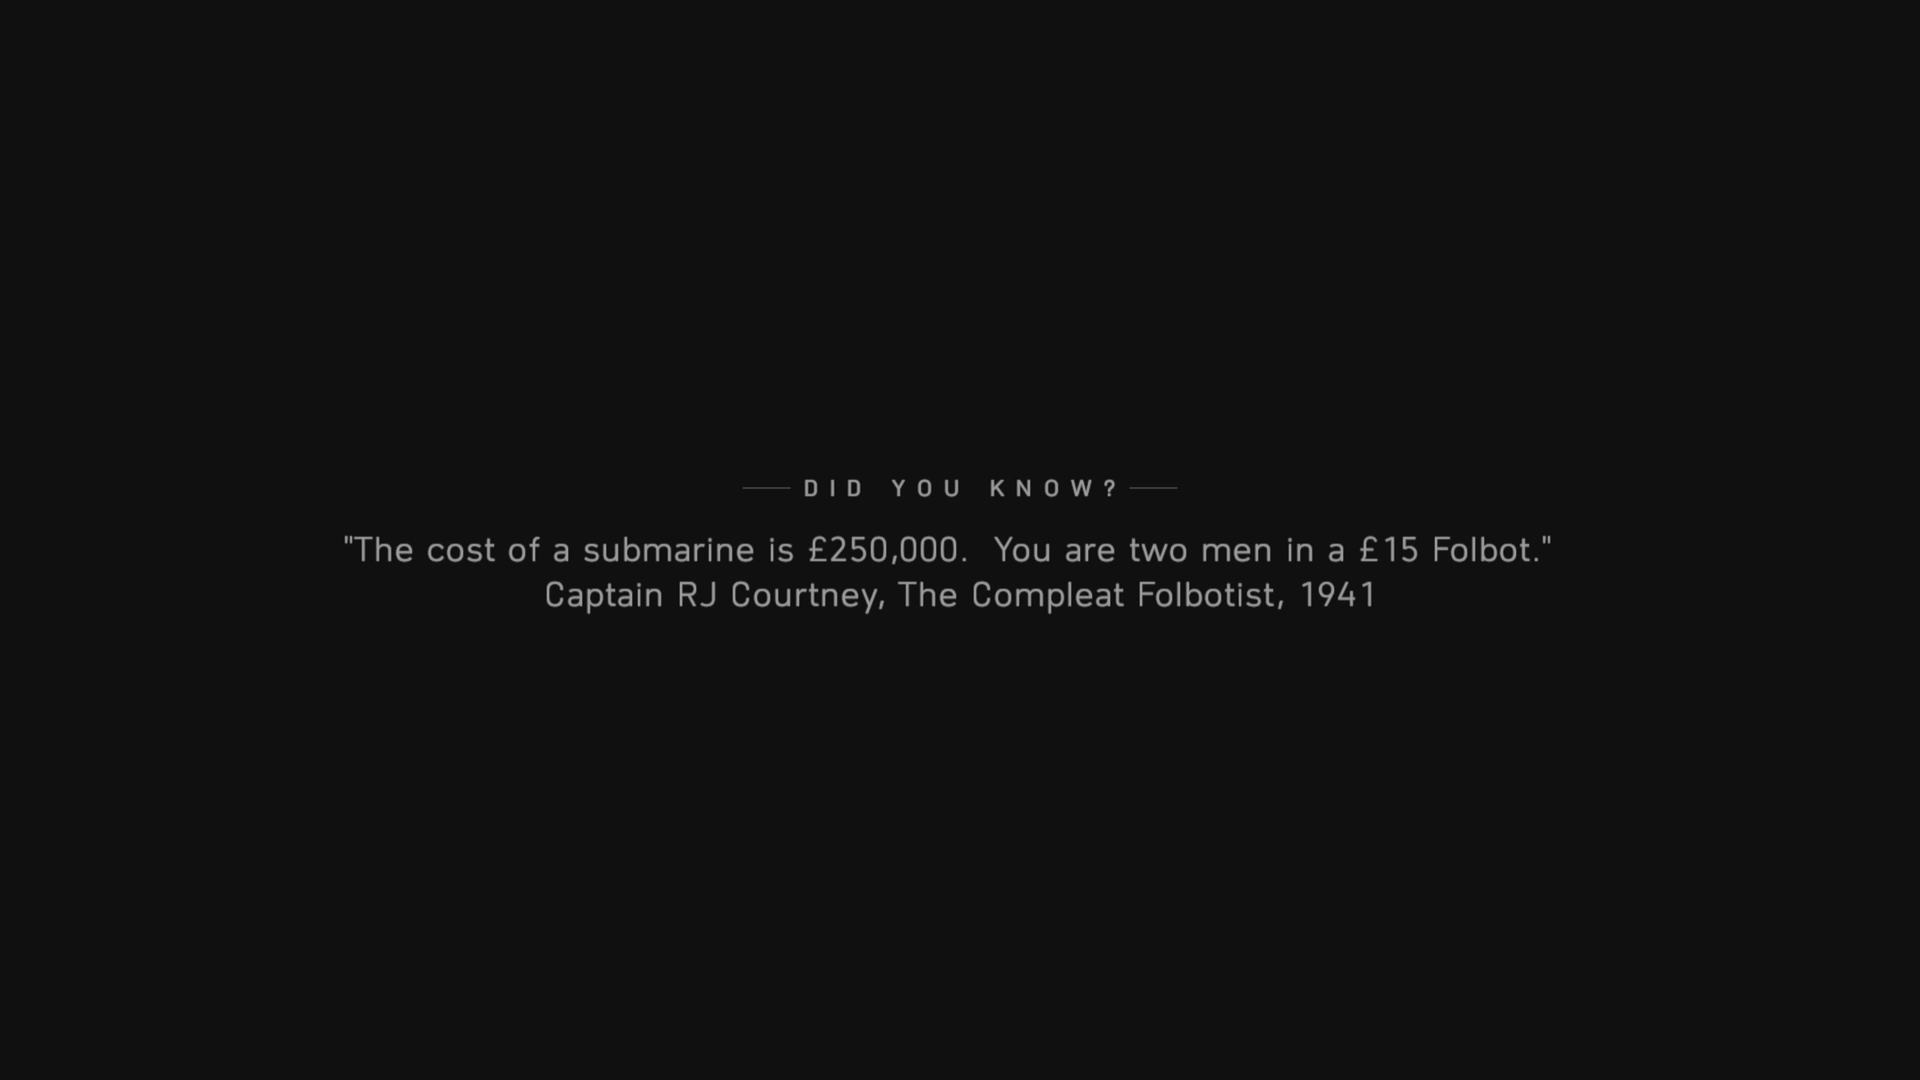 DID YOU KNOW?
"The cost of a submarine is £250,000.  You are two men in a £15 Folbot."
Captain RJ Courtney, The Compleat Folbotist, 1941